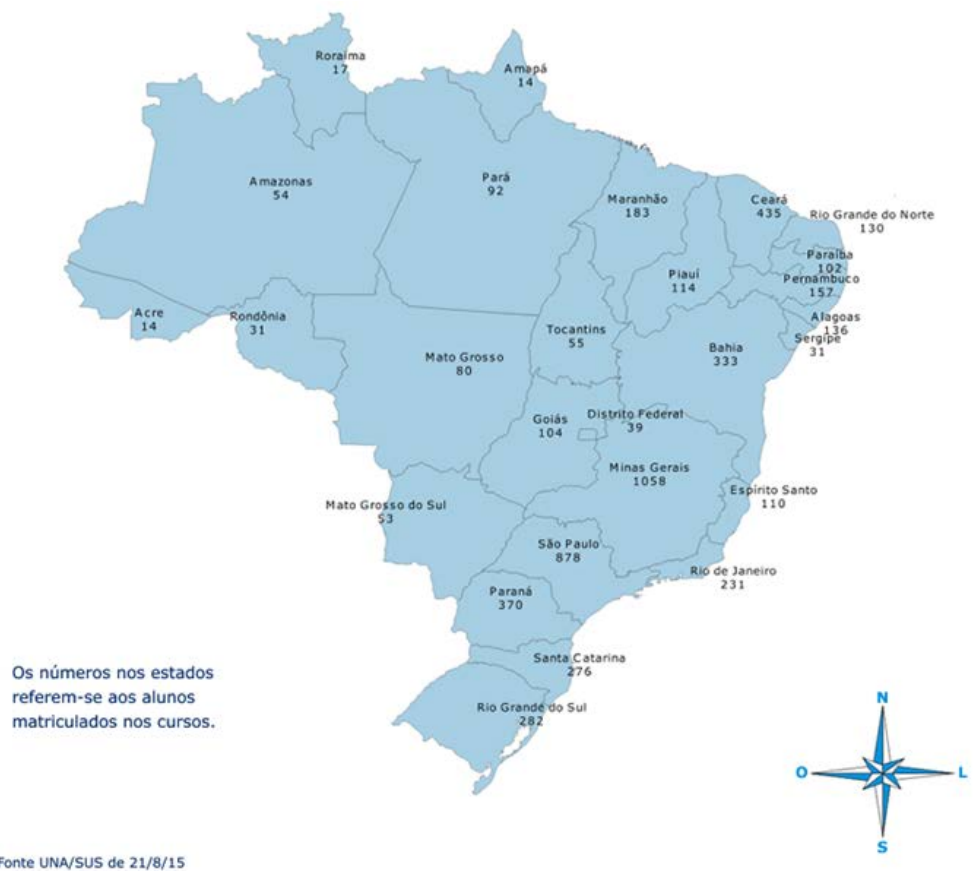 Roraima
17
Amapá
14
Amazonas
54
Pará
92
Maranhão
183
Ceará
435
Rio Grande do Norte
130
Paraíba
102
Piauí
114
Pernambuco
157
Acre
14
Rondônia
31
Tocantins
55
Alagoas
136
Sergipe
31
Mato Grosso
80
Bahia
333
Goiás
104
Distrito Federal
39
Minas Gerais
1058
Espírito Santo
110
Mato Grosso do Sul
53
São Paulo
878
Rio de Janeiro
231
Paraná
370
Santa Catarina
276
Rio Grande do Sul
282
Os números nos estados
referem-se aos alunos
matriculados nos cursos.
N
O
L
S
Fonte UNA/SUS de 21/8/15